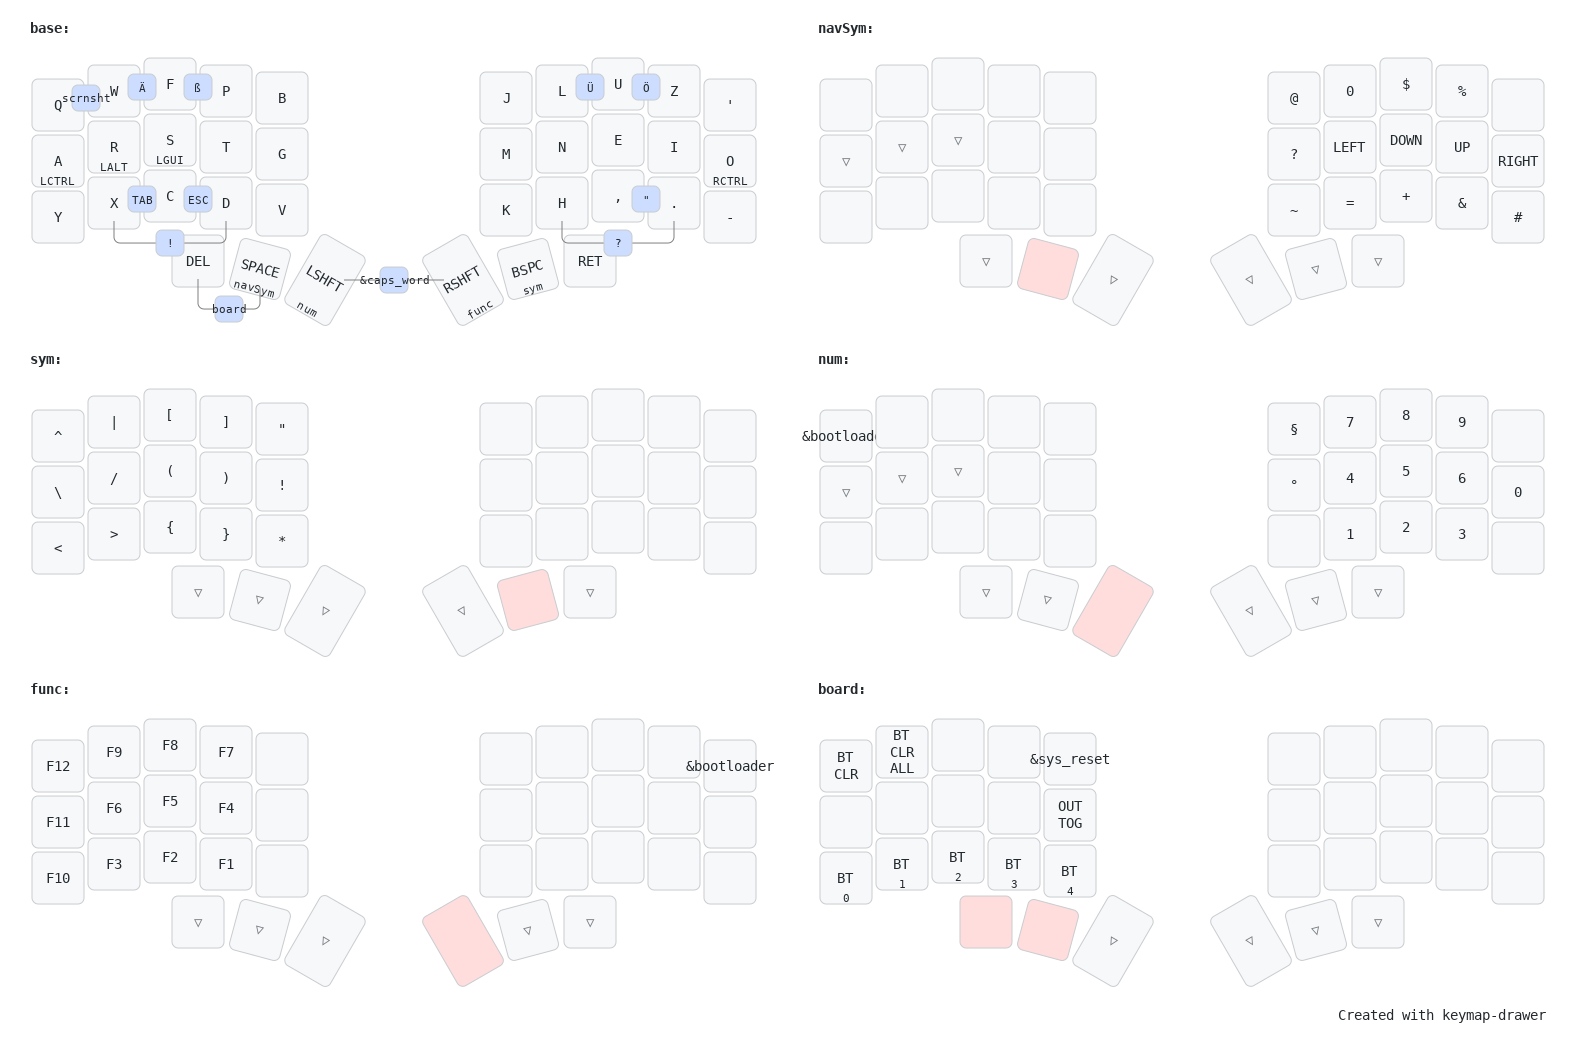 base:
Q scrnsht W Ä F ß P B
J L Ü U Ö Z '
A LCTRL R LALT S LGUI T G
M N E I O RCTRL
Y X TAB C ESC D V
K H , " . -
! DEL SPACE navSym LSHFT num
&caps_word
RSHFT func BSPC sym RET ?
board
navSym:
@ 0 $ %
▽ ▽ ▽
? LEFT DOWN UP RIGHT
~ = + & #
▽ ▽ ▽ ▽ ▽
sym:
^ | [ ] "
\ / ( ) !
< > { } *
▽ ▽ ▽ ▽ ▽
num:
&bootloade
§ 7 8 9
▽ ▽ ▽
° 4 5 6 0
1 2 3
▽ ▽ ▽ ▽ ▽
func:
F12 F9 F8 F7
&bootloader
F11 F6 F5 F4
F10 F3 F2 F1
▽ ▽ ▽ ▽ ▽
board:
BT CLR
BT CLR ALL
&sys_reset
OUT TOG
BT 0
BT 1
BT 2
BT 3
BT 4
▽ ▽ ▽ ▽
Created with keymap-drawer